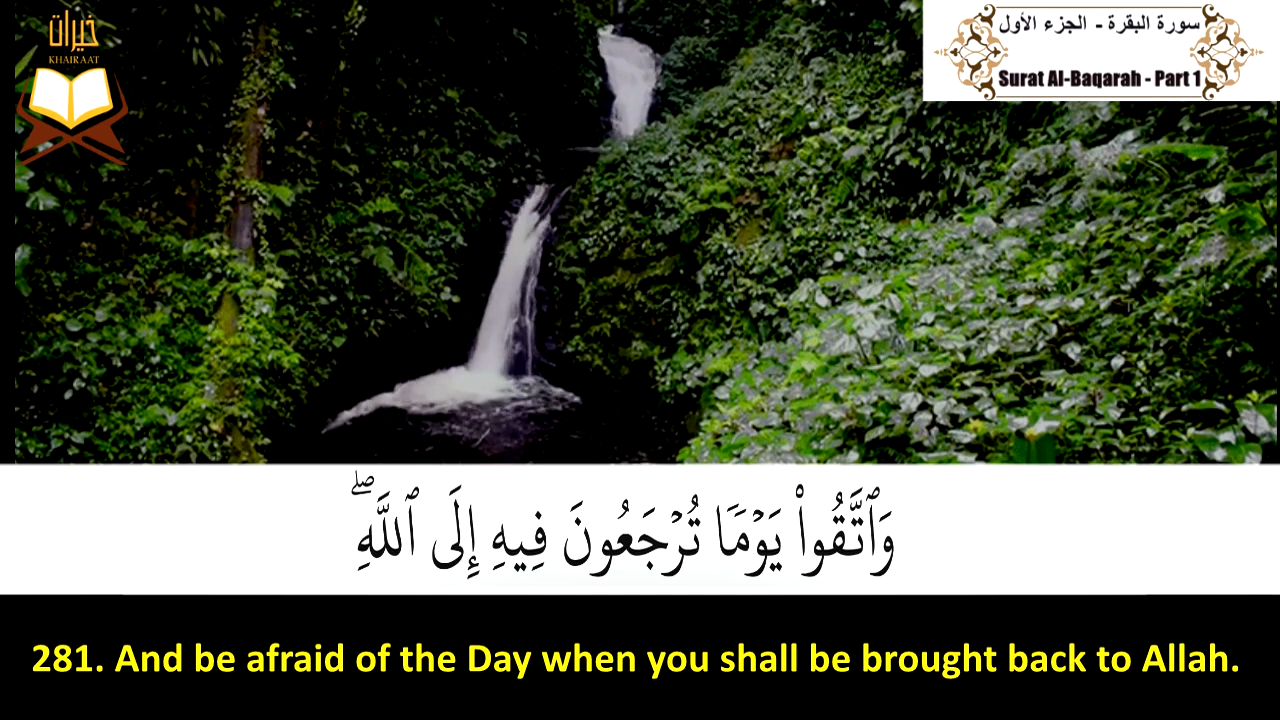 خيرات
KHAIRAAT
سورة البقرة - الجزء الأول
Surat Al-Baqarah - Part 1
وَٱتَّقُوا۟ يَوْمًا تُرْجَعُونَ فِيهِ إِلَى ٱللَّهِ ۖ
281. And be afraid of the Day when you shall be brought back to Allah.